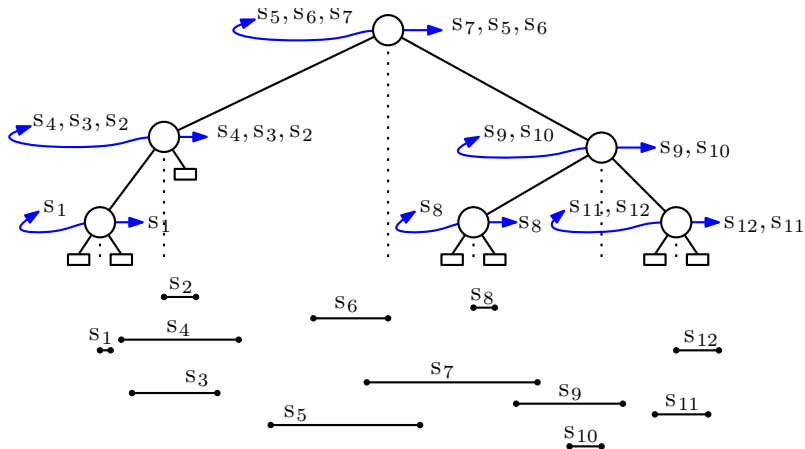 s5, s6, s7
s7, s5, s6
s4, s3, s2
s4, s3, s2
s9, s10
s9, s10
s1
s1
s8
s8
s11, s12
s12, s11
s2
s6
s8
s1
s4
s12
s3
s7
s9
s5
s11
s10